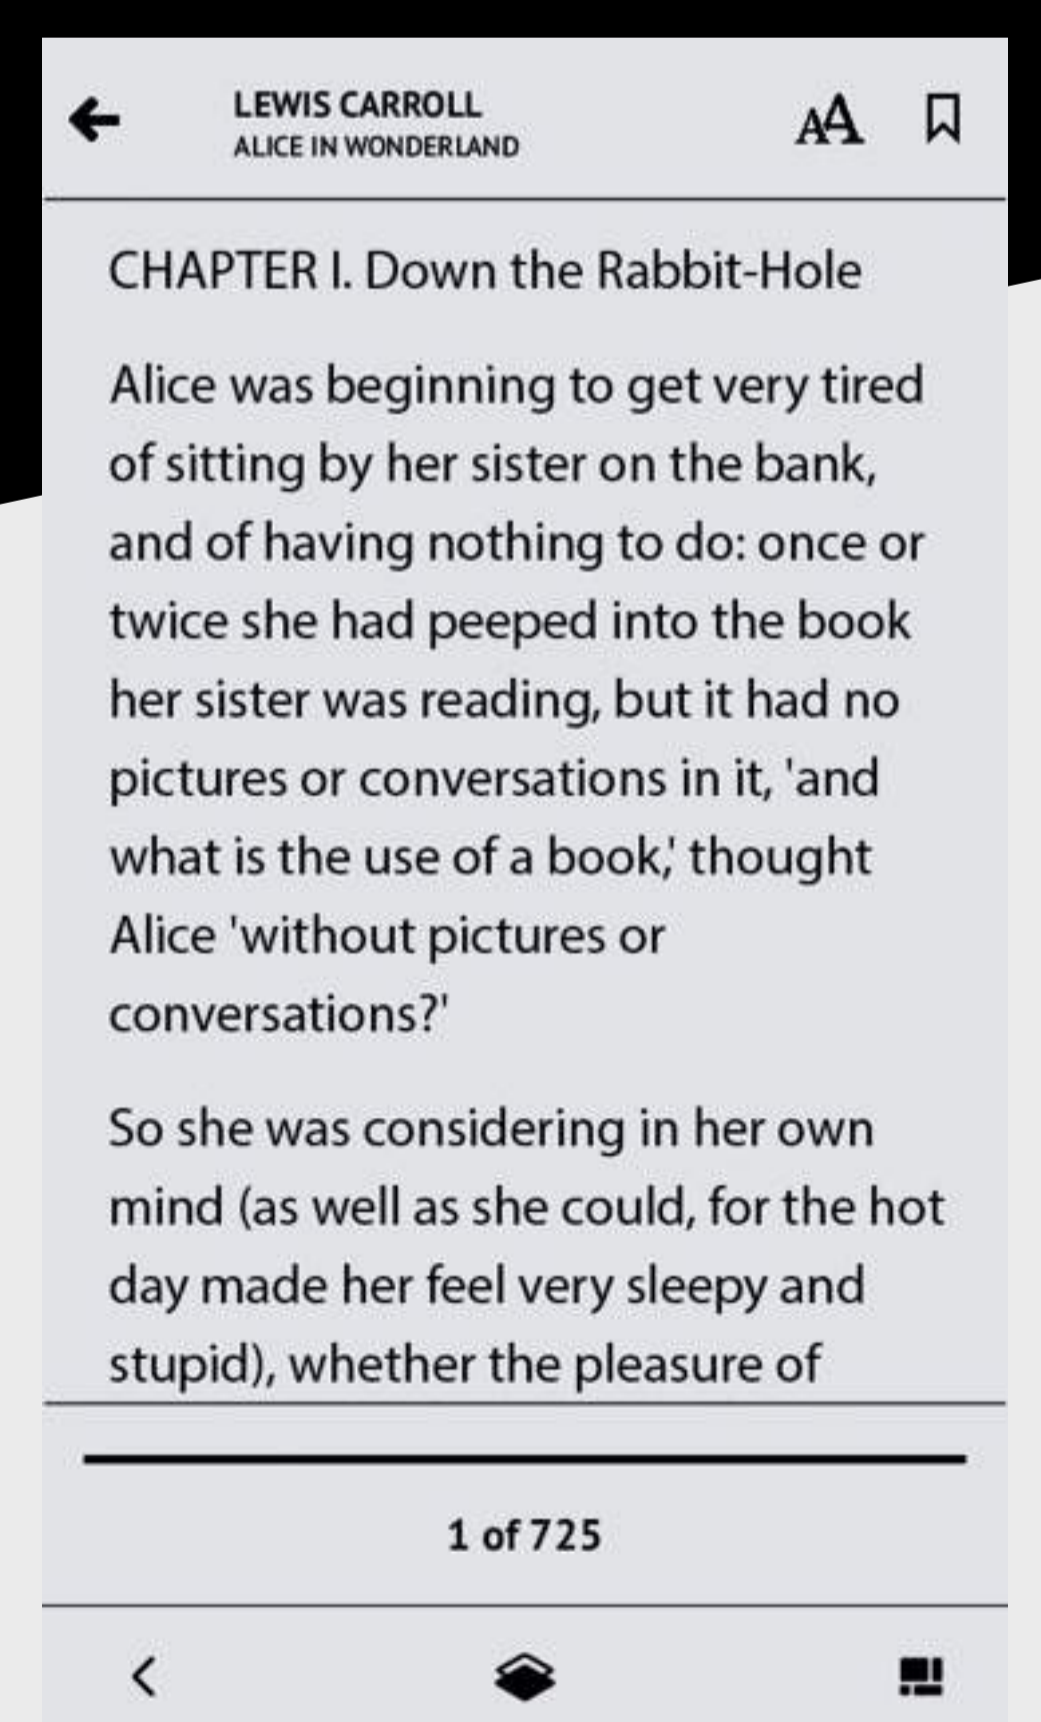 LEWIS CARROLL
ALICE IN WONDERLAND
CHAPTER I. Down the Rabbit-Hole
Alice was beginning to get very tired
of sitting by her sister on the bank,
and of having nothing to do: once or
twice she had peeped into the book
her sister was reading, but it had no
pictures or conversations in it, 'and
what is the use of a book,' thought
Alice 'without pictures or
conversations?'
So she was considering in her own
mind (as well as she could, for the hot
day made her feel very sleepy and
stupid), whether the pleasure of
1 of 725